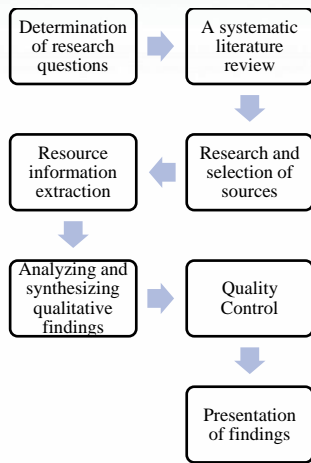 Determination
of research
questions
A systematic
literature
review
Research and
selection of
sources
Resource
information
extraction
Analyzing and
synthesizing
qualitative
findings
Quality
Control
Presentation
of findings